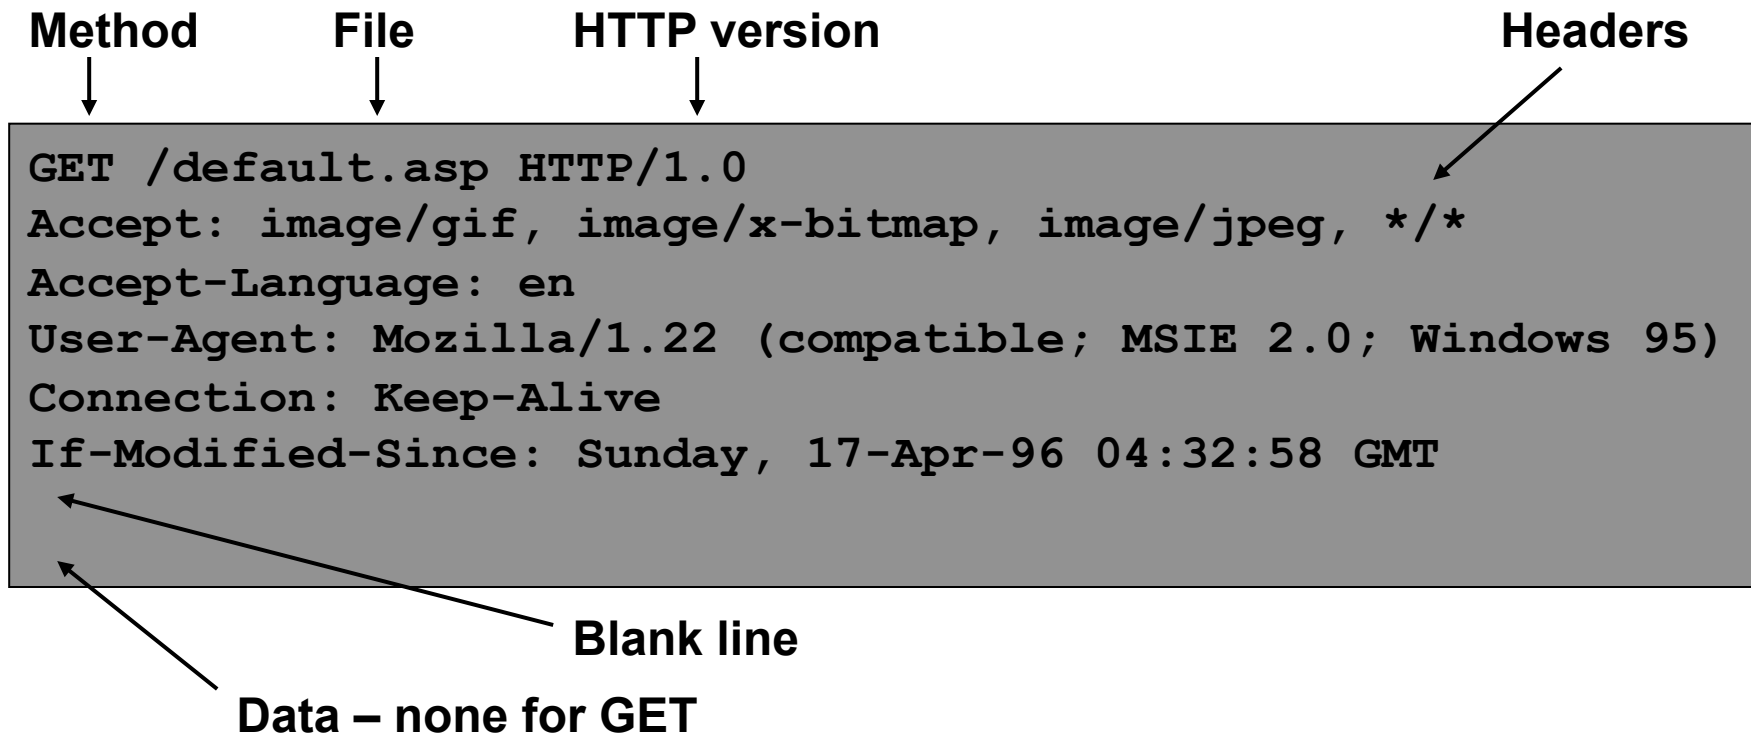 Method File HTTP version Headers
GET /default.asp HTTP/1.0
Accept: image/gif, image/x-bitmap, image/jpeg, */*
Accept-Language: en
User-Agent: Mozilla/1.22 (compatible; MSIE 2.0; Windows 95)
Connection: Keep-Alive
If-Modified-Since: Sunday, 17-Apr-96 04:32:58 GMT
Blank line
Data – none for GET